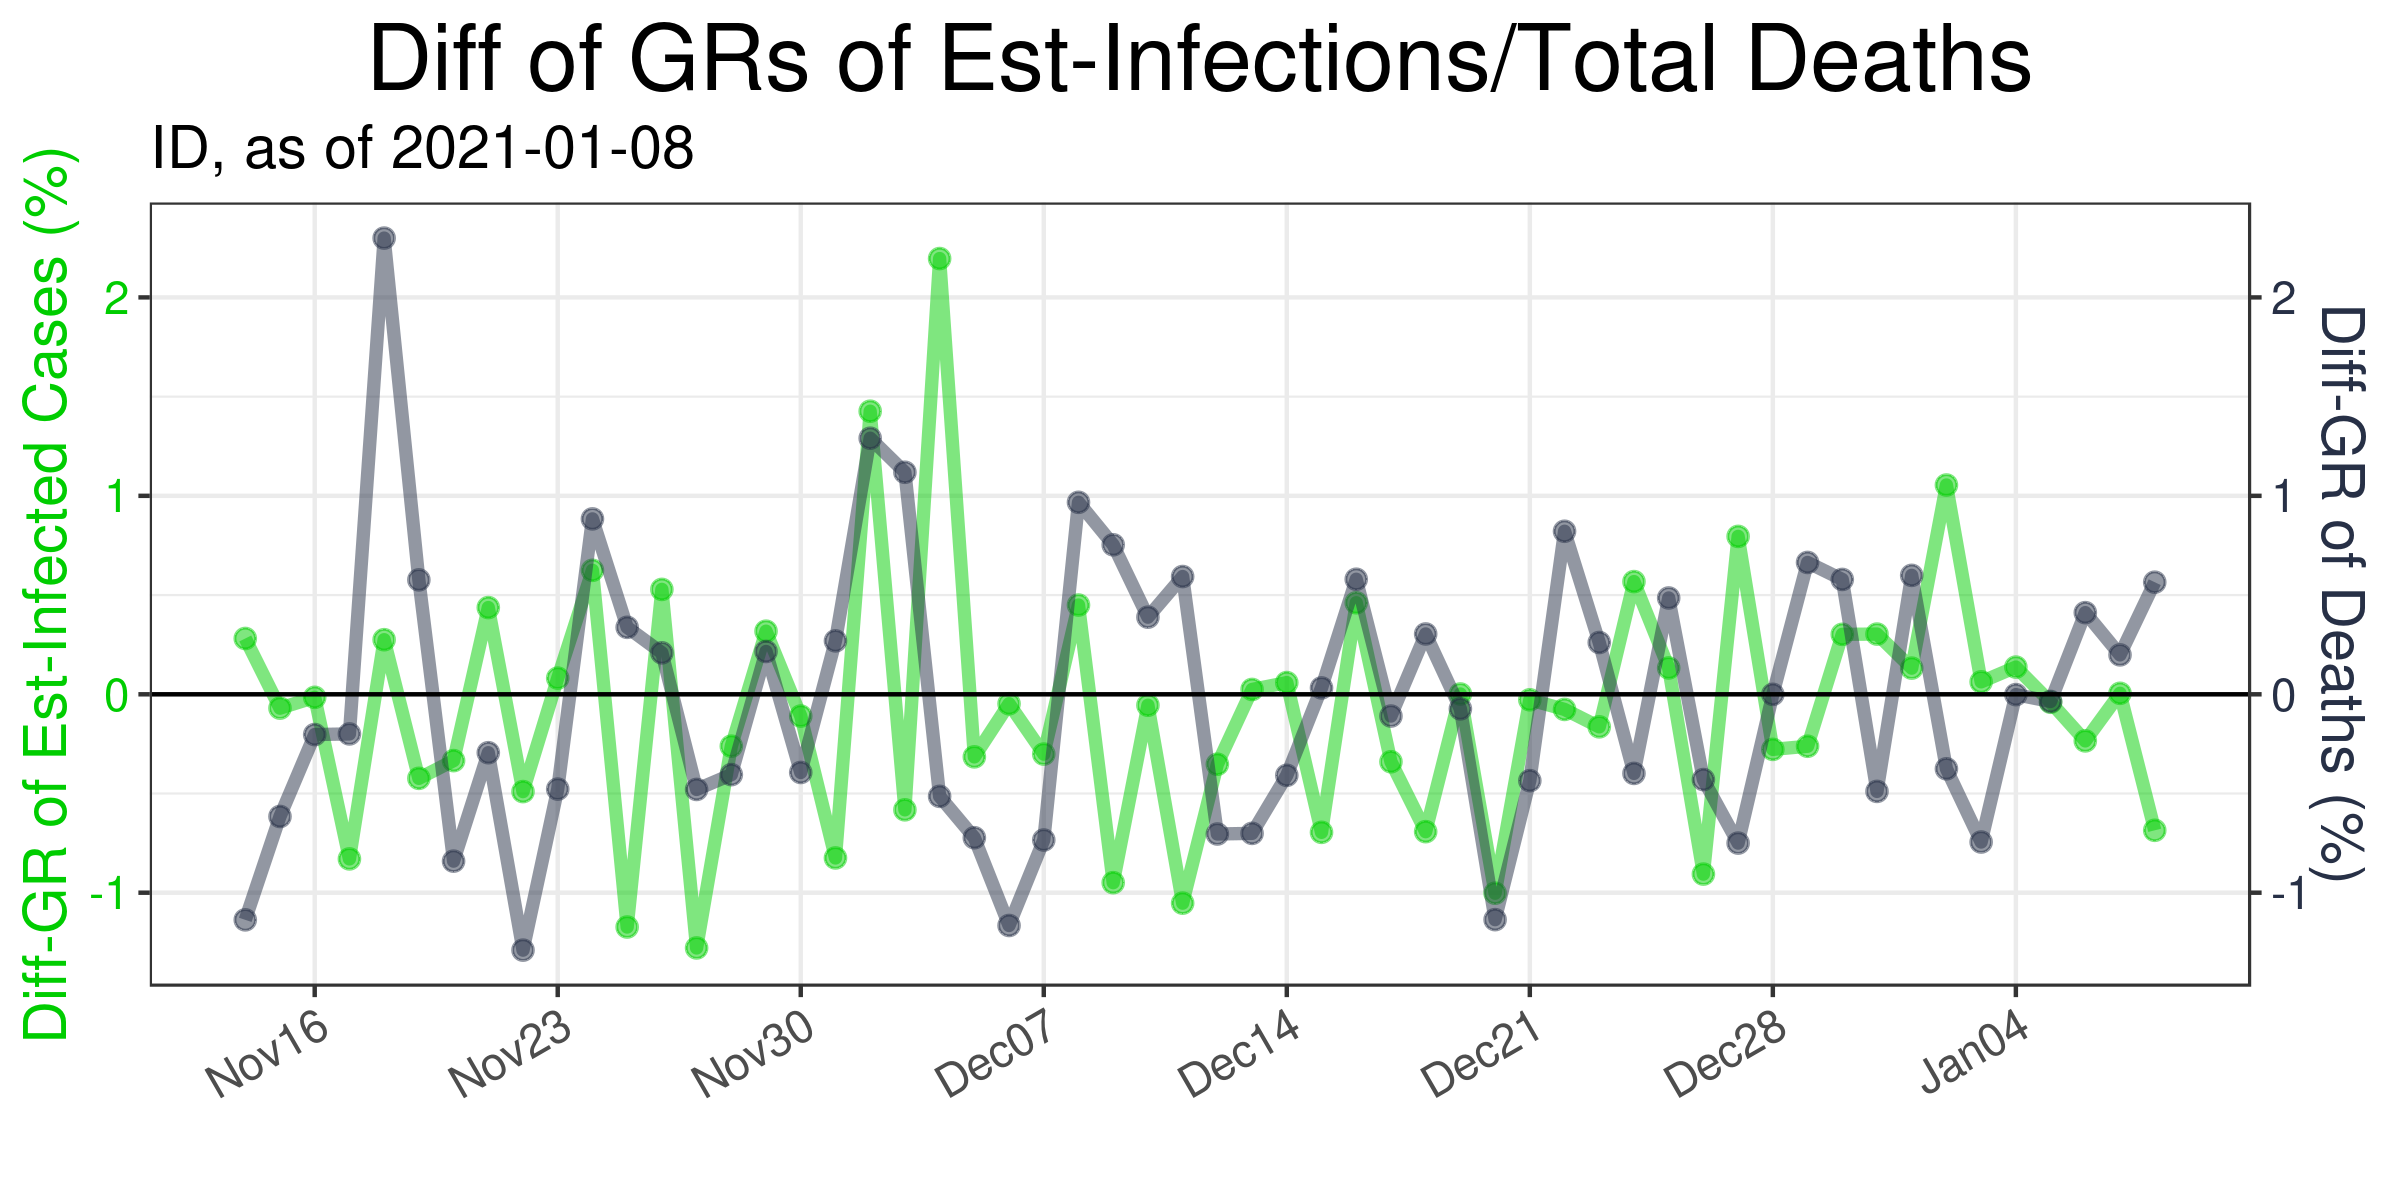 Diff of GRs of Est-Infections/Total Deaths
ID, as of 2021-01-08
Diff-GR of Est-Infected Cases (%)
2
1
0
-1
2
1
0
-1
Diff-GR of Deaths (%)
Nov16
Nov23
Nov30
Dec07
Dec14
Dec21
Dec28
Jan04